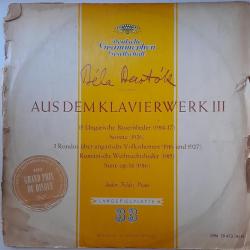 Deutsche
Grammophon
Gesellschaft
Béla Bartók
AUS DEM KLAVIERWERK III
15 Ungarische Bauernlieder (1914-17)
Sonate (1926)
3 Rondos über ungarische Volksweisen (1916 und 1927)
Rumänische Weihnachtslieder (1915)
Suite op. 14 (1916)
Andor Foldes, Piano
LANGSPIELPLATTE
33
GRAND PRIX
DU DISQUE